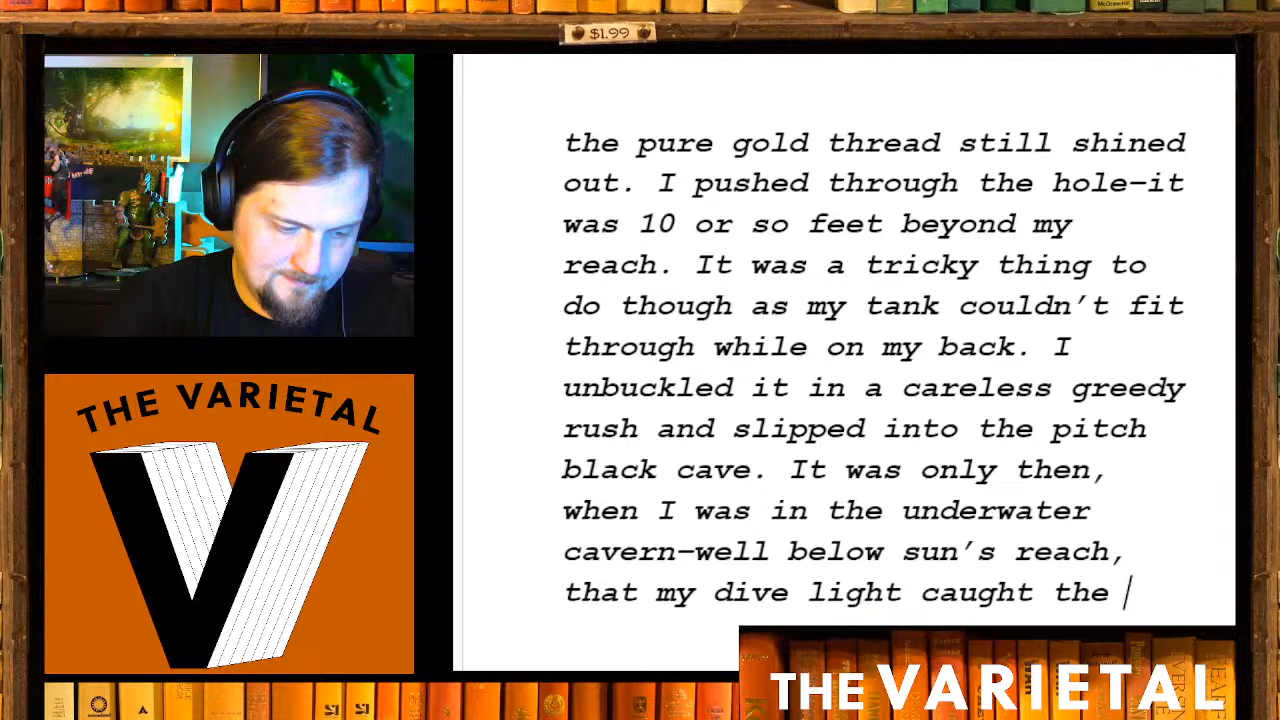 McGraw-Hill
$1.99
the pure gold thread still shined
out. I pushed through the hole-it
was 10 or so feet beyond my
reach. It was a tricky thing to
do though as my tank couldn't fit
through while on my back. I
unbuckled it in a careless greedy
rush and slipped into the pitch
black cave. It was only then,
when I was in the underwater
cavern-well below sun's reach,
that my dive light caught the
THE VARIETAL
V
THE VARIETAL